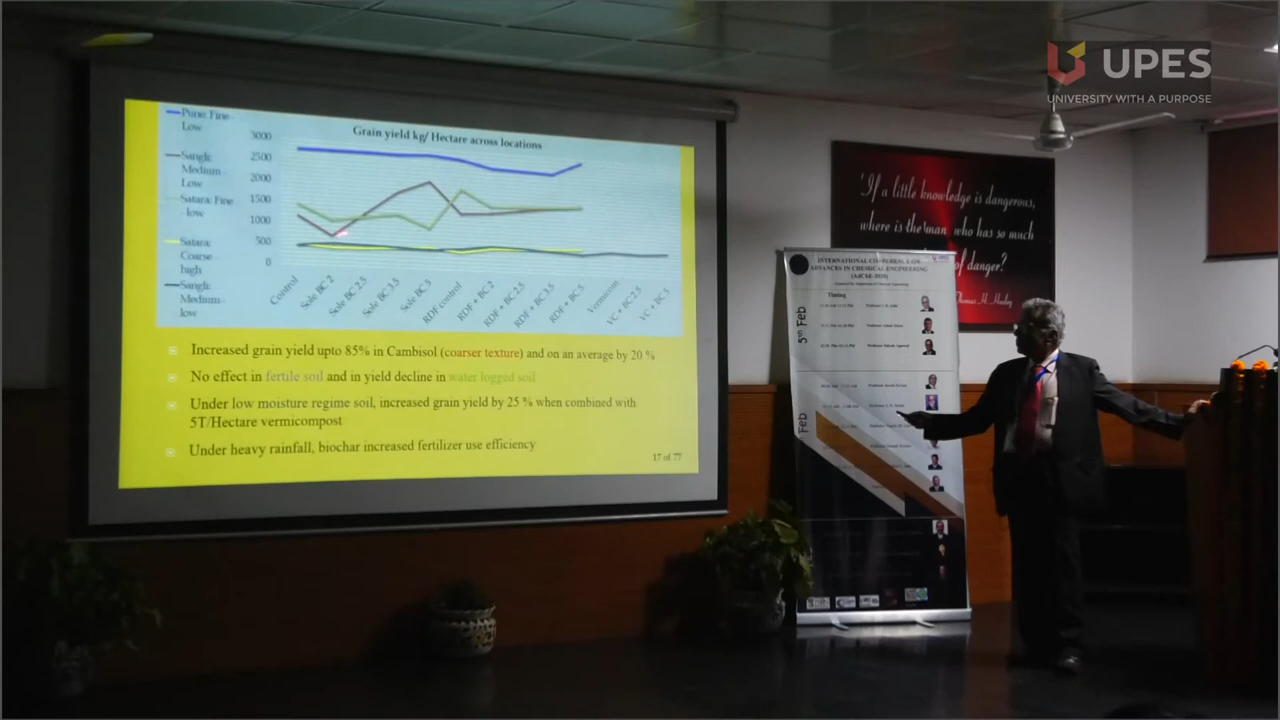 UPES
UNIVERSITY WITH A PURPOSE
Grain yield kg/ Hectare across locations
Pune: Fine -
Low
Sangli:
Medium -
Low
Satara: Fine
- low
Satara:
Coarse
high
Sangli:
Medium-
low
3000
2500
2000
1500
1000
500
0
Control
Sole BC 2
Sole BC 2.5
Sole BC 3.5
Sole BC 5
RDF control
RDF + BC 2
RDF + BC 2.5
RDF + BC 3.5
RDF + BC 5
Vermicom
VC + BC 2.5
VC + BC 5
Increased grain yield upto 85% in Cambisol (coarser texture) and on an average by 20 %
No effect in fertile soil and in yield decline in water logged soil
Under low moisture regime soil, increased grain yield by 25 % when combined with
5T/Hectare vermicompost
Under heavy rainfall, biochar increased fertilizer use efficiency
17 of 77
'If a little knowledge is dangerous,
where is the man who has so much
of danger?
Thomas H. Huxley
INTERNATIONAL CONFERENCE ON
ADVANCES IN CHEMICAL ENGINEERING
(AdChE-2020)
Timing
5th Feb
Feb